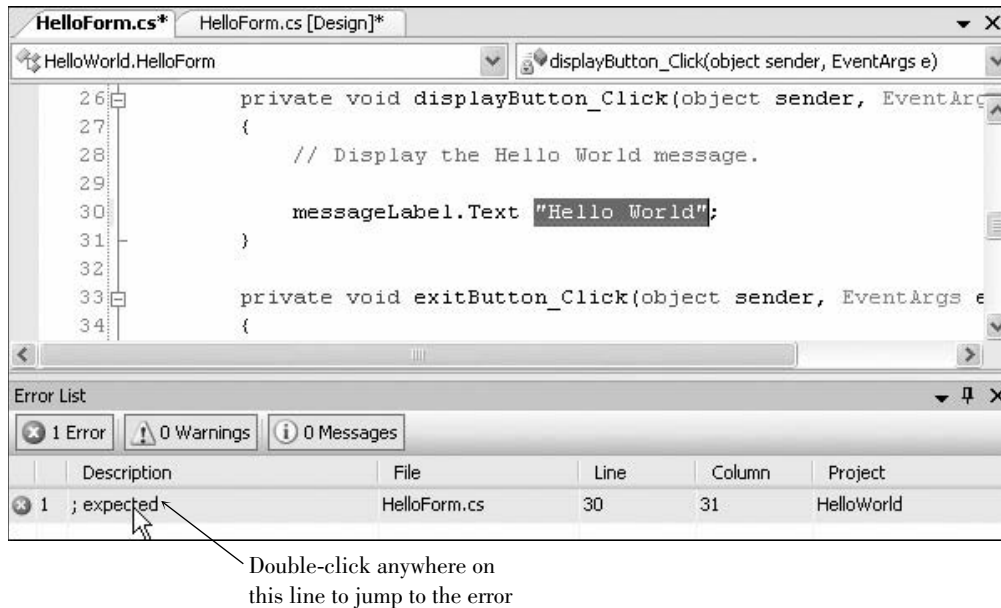 HelloForm.cs* HelloForm.cs [Design]*
HelloWorld.HelloForm displayButton_Click(object sender, EventArgs e)
26 private void displayButton_Click(object sender, EventArg
27 {
28 // Display the Hello World message.
29
30 messageLabel.Text "Hello World";
31 }
32
33 private void exitButton_Click(object sender, EventArgs e
34 {
Error List
1 Error 0 Warnings 0 Messages
Description File Line Column Project
1 ; expected HelloForm.cs 30 31 HelloWorld
Double-click anywhere on
this line to jump to the error